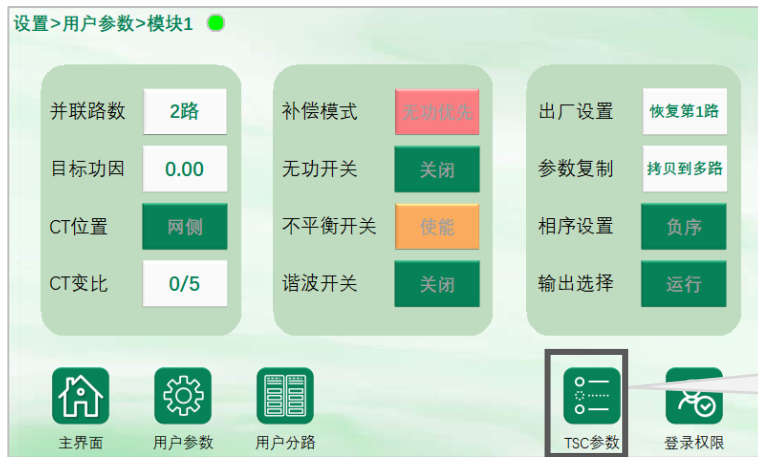 设置>用户参数>模块1
并联路数 2路
目标功因 0.00
CT位置 网侧
CT变比 0/5
补偿模式 无功优先
无功开关 关闭
不平衡开关 使能
谐波开关 关闭
出厂设置 恢复第1路
参数复制 拷贝到多路
相序设置 负序
输出选择 运行
主界面 用户参数 用户分路 TSC参数 登录权限